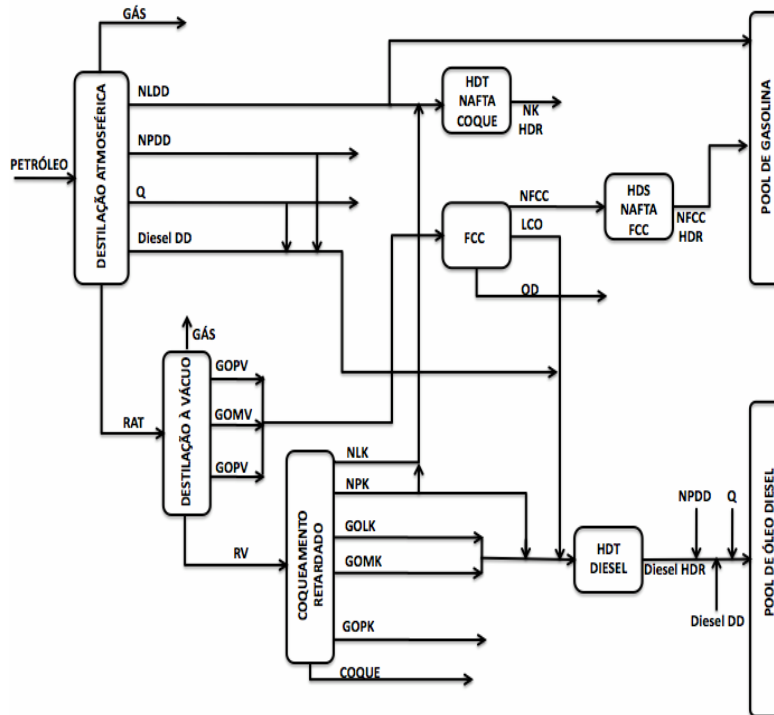 GÁS
NLDD
NPDD
PETRÓLEO
Q
Diesel DD
DESTILAÇÃO ATMOSFÉRICA
HDT
NAFTA
COQUE
NK
HDR
NFCC
LCO
FCC
OD
HDS
NAFTA
FCC
NFCC
HDR
POOL DE GASOLINA
GÁS
RAT
DESTILAÇÃO À VÁCUO
GOPV
GOMV
GOPV
RV
COQUEAMENTO
RETARDADO
NLK
NPK
GOLK
GOMK
GOPK
COQUE
HDT
DIESEL
Diesel HDR
NPDD
Q
Diesel DD
POOL DE ÓLEO DIESEL